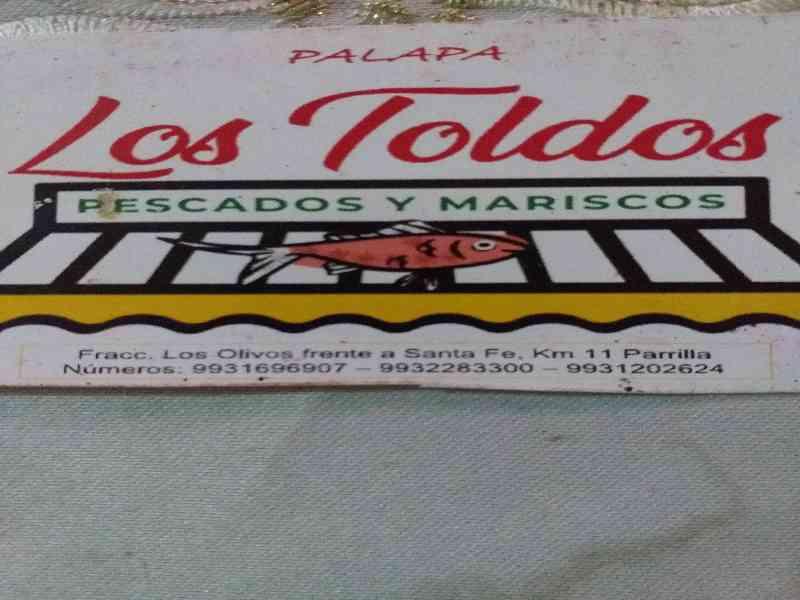 PALAPA
Los Toldos
PESCADOS Y MARISCOS
Fracc. Los Olivos frente a Santa Fe, Km 11 Parrilla
Números: 9931696907 – 9932283300 – 9931202624